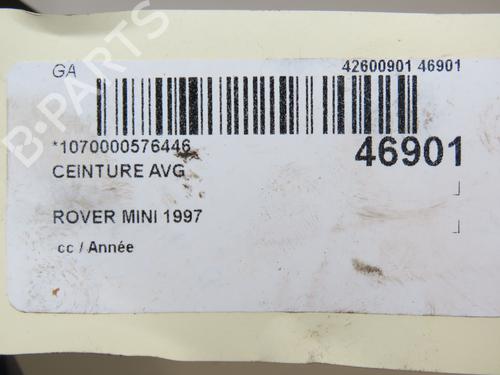 GA
42600901 46901
*1070000576446
46901
CEINTURE AVG
ROVER MINI 1997
cc / Année
B-PARTS